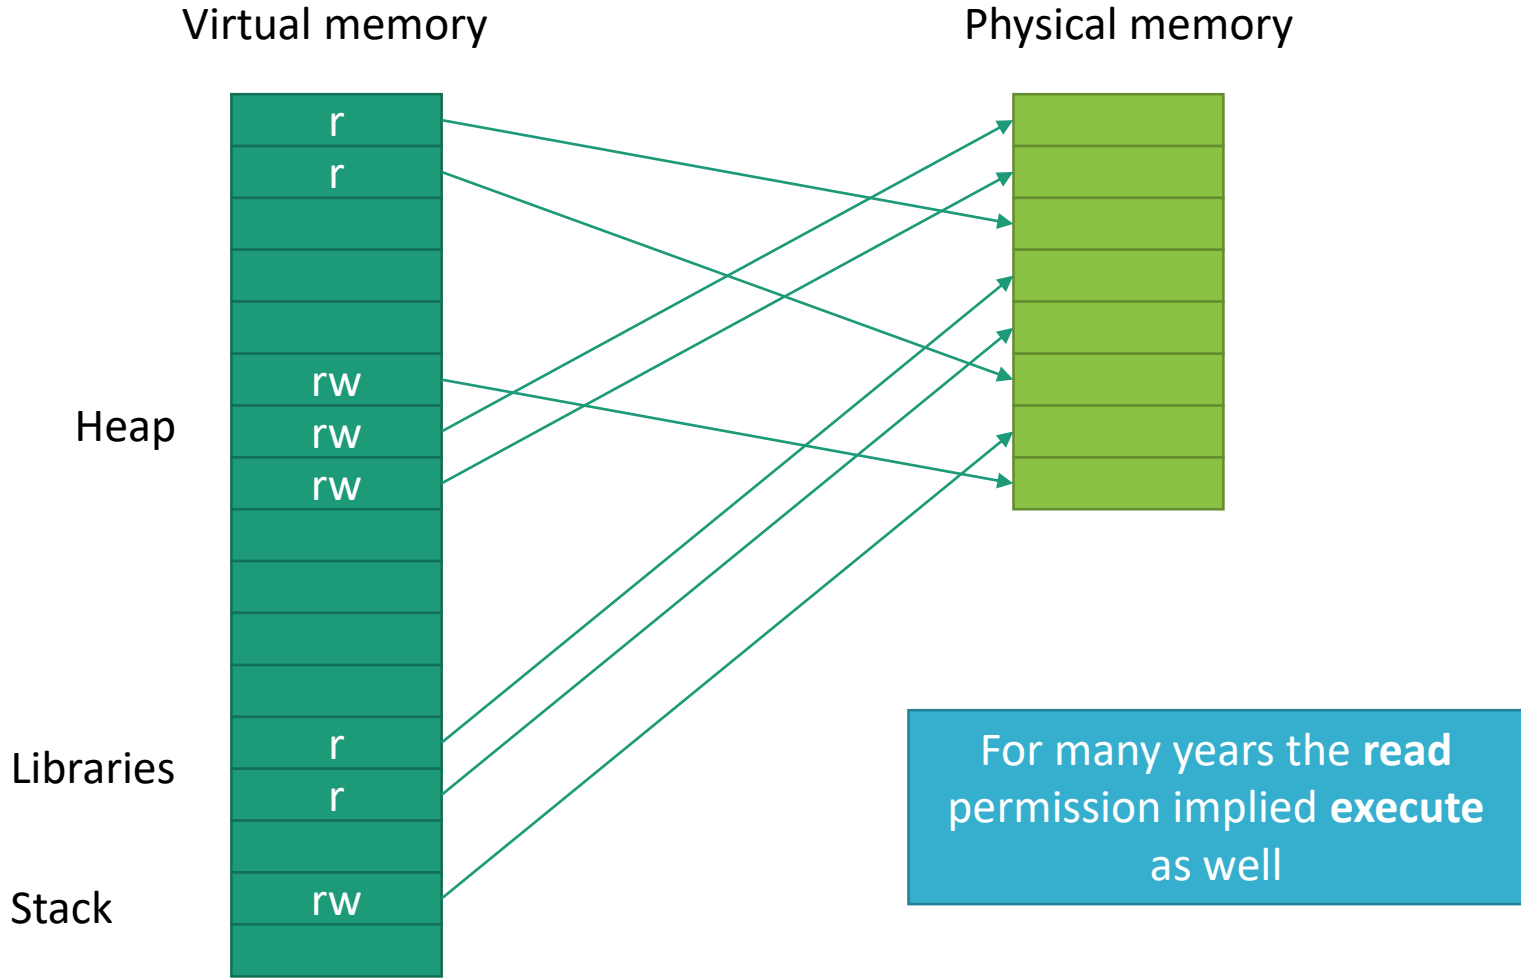 Virtual memory
Physical memory
r
r
rw
Heap
rw
rw
r
Libraries
r
Stack
rw
For many years the read
permission implied execute
as well